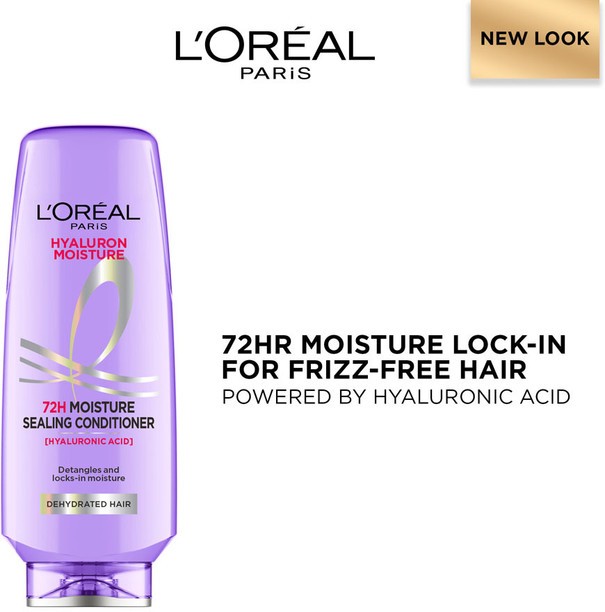 L'ORÉAL
PARIS
NEW LOOK
L'ORÉAL
PARIS
HYALURON
MOISTURE
72H MOISTURE
SEALING CONDITIONER
[HYALURONIC ACID]
Detangles and
locks-in moisture
DEHYDRATED HAIR
72HR MOISTURE LOCK-IN
FOR FRIZZ-FREE HAIR
POWERED BY HYALURONIC ACID